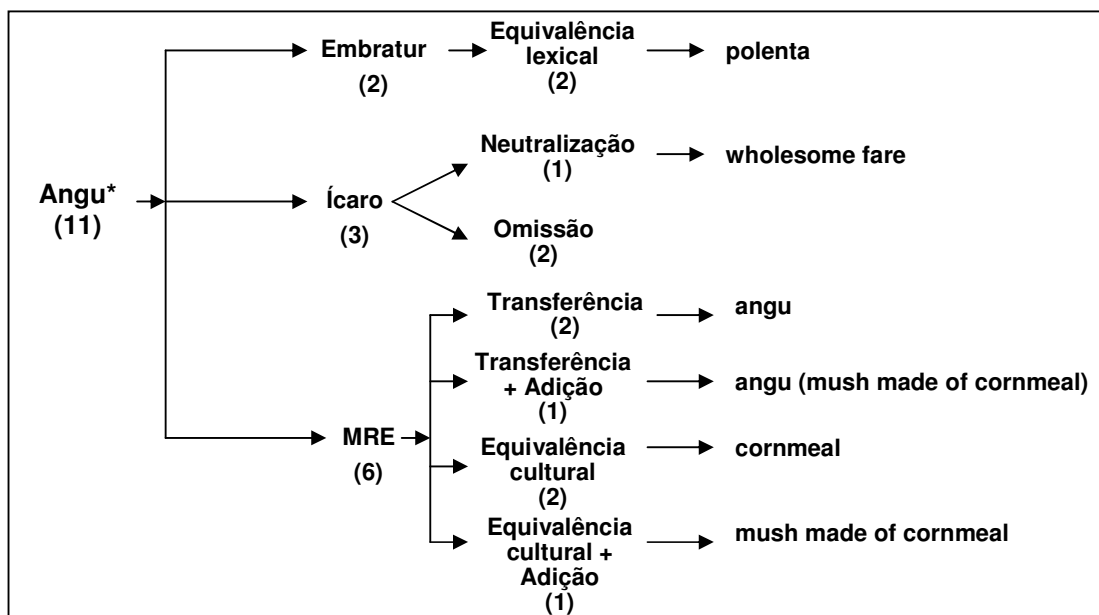 Angu*
(11)
Embratur
(2)
Equivalência
lexical
(2)
polenta
Ícaro
(3)
Neutralização
(1)
wholesome fare
Omissão
(2)
MRE
(6)
Transferência
(2)
angu
Transferência
+ Adição
(1)
angu (mush made of cornmeal)
Equivalência
cultural
(2)
cornmeal
Equivalência
cultural +
Adição
(1)
mush made of cornmeal